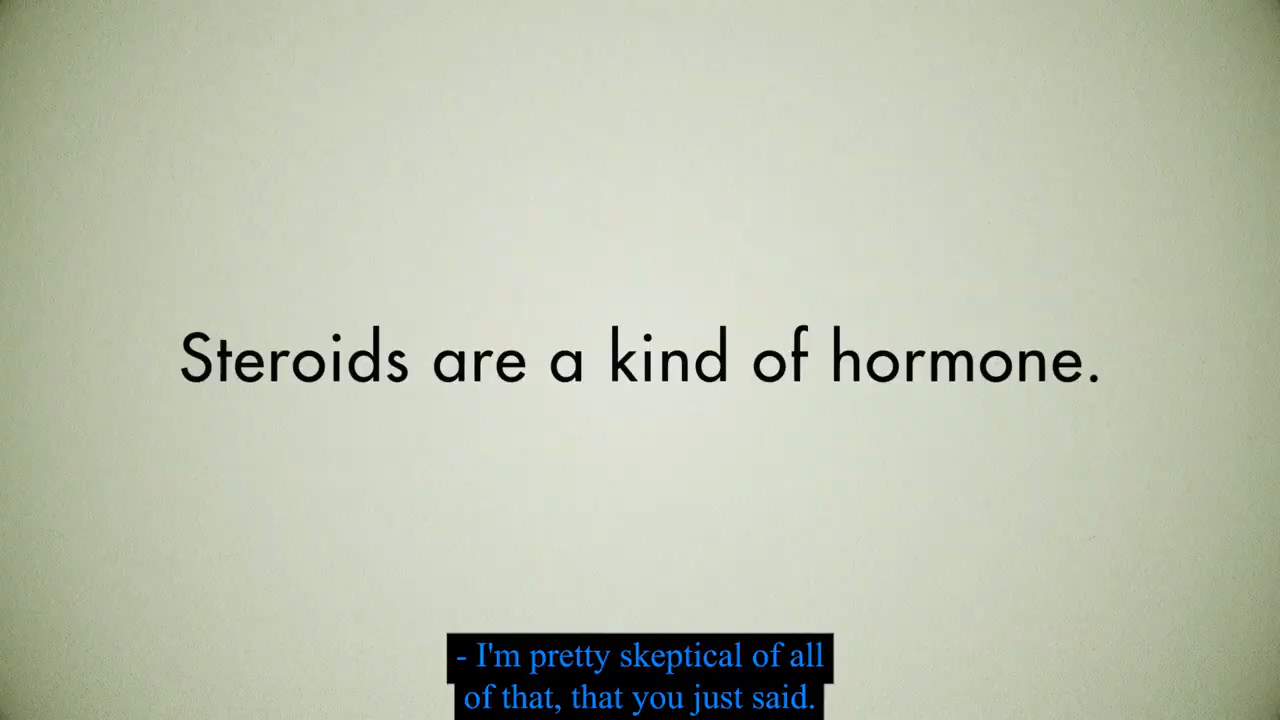 Steroids are a kind of hormone.
- I'm pretty skeptical of all
of that, that you just said.